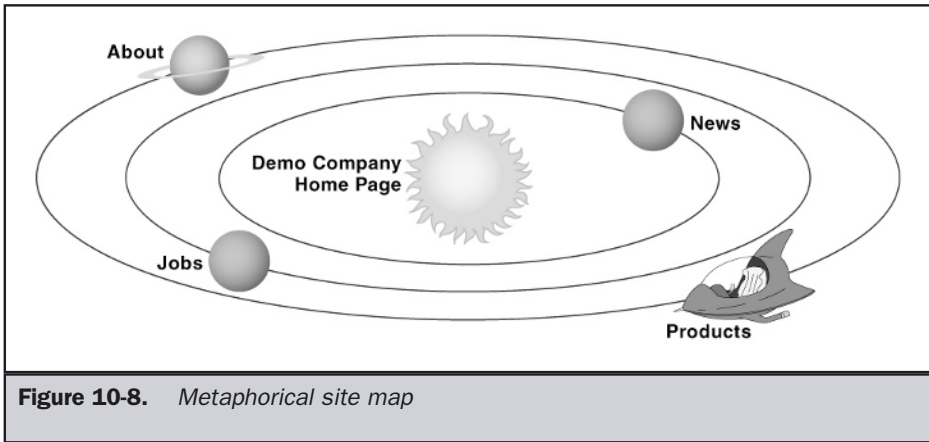 About
News
Demo Company
Home Page
Jobs
Products
Figure 10-8. Metaphorical site map